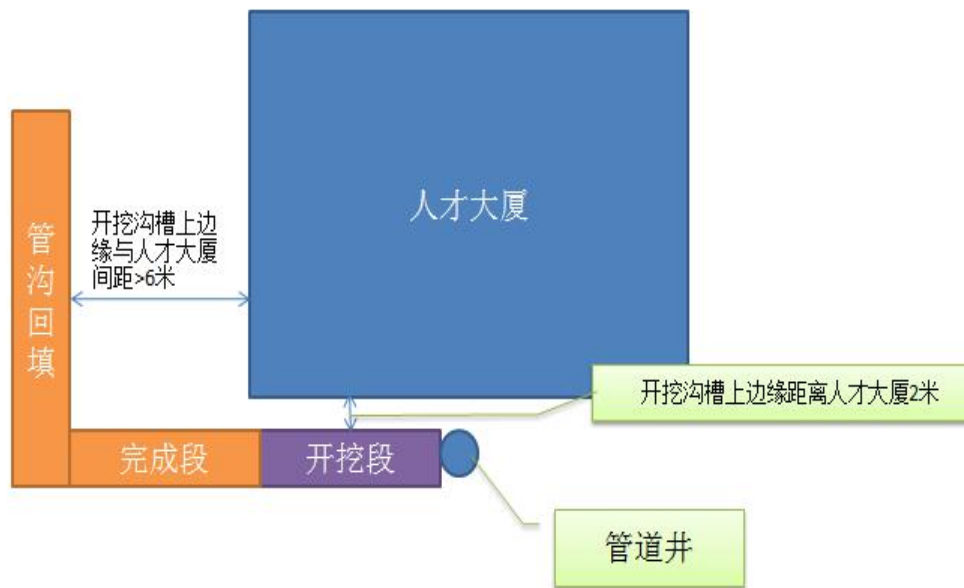 人才大厦
开挖沟槽上边
缘与人才大厦
间距>6米
管沟回填
开挖沟槽上边缘距离人才大厦2米
完成段
开挖段
管道井